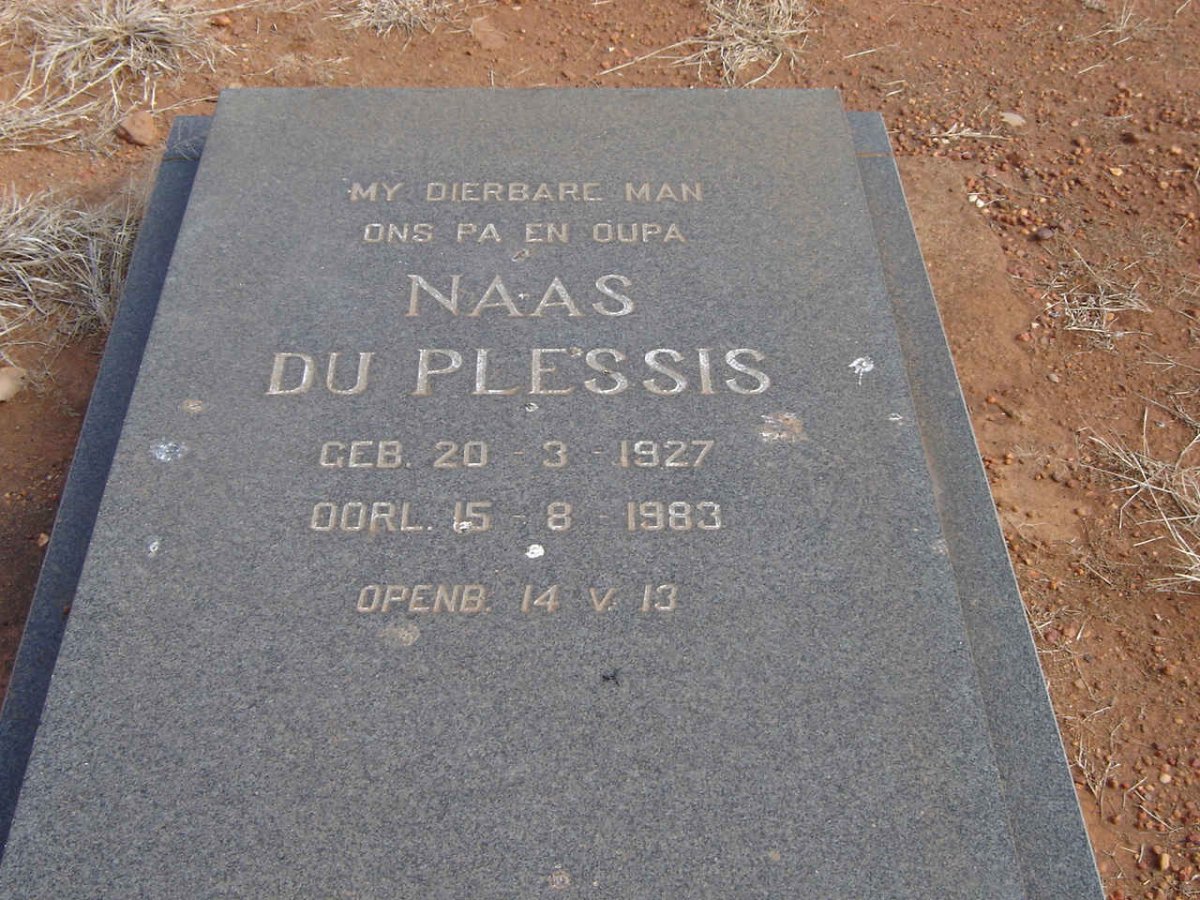 MY DIERBARE MAN
ONS PA EN OUPA
NAAS
DU PLESSIS
GEB. 20 - 3 - 1927
OORL. 15 - 8 - 1983
OPENB. 14 V. 13